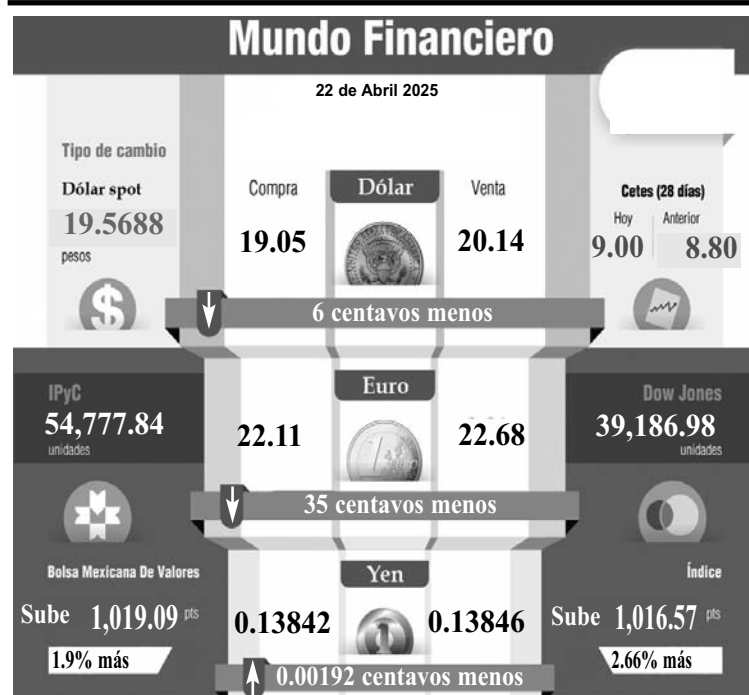 Mundo Financiero
22 de Abril 2025
Tipo de cambio
Dólar spot
19.5688
pesos
Compra
Dólar
Venta
19.05
20.14
Cetes (28 días)
Hoy
Anterior
9.00
8.80
6 centavos menos
IPyC
54,777.84
unidades
Euro
22.11
22.68
Dow Jones
39,186.98
unidades
35 centavos menos
Bolsa Mexicana De Valores
Sube 1,019.09 pts
1.9% más
Yen
0.13842
0.13846
Índice
Sube 1,016.57 pts
2.66% más
0.00192 centavos menos